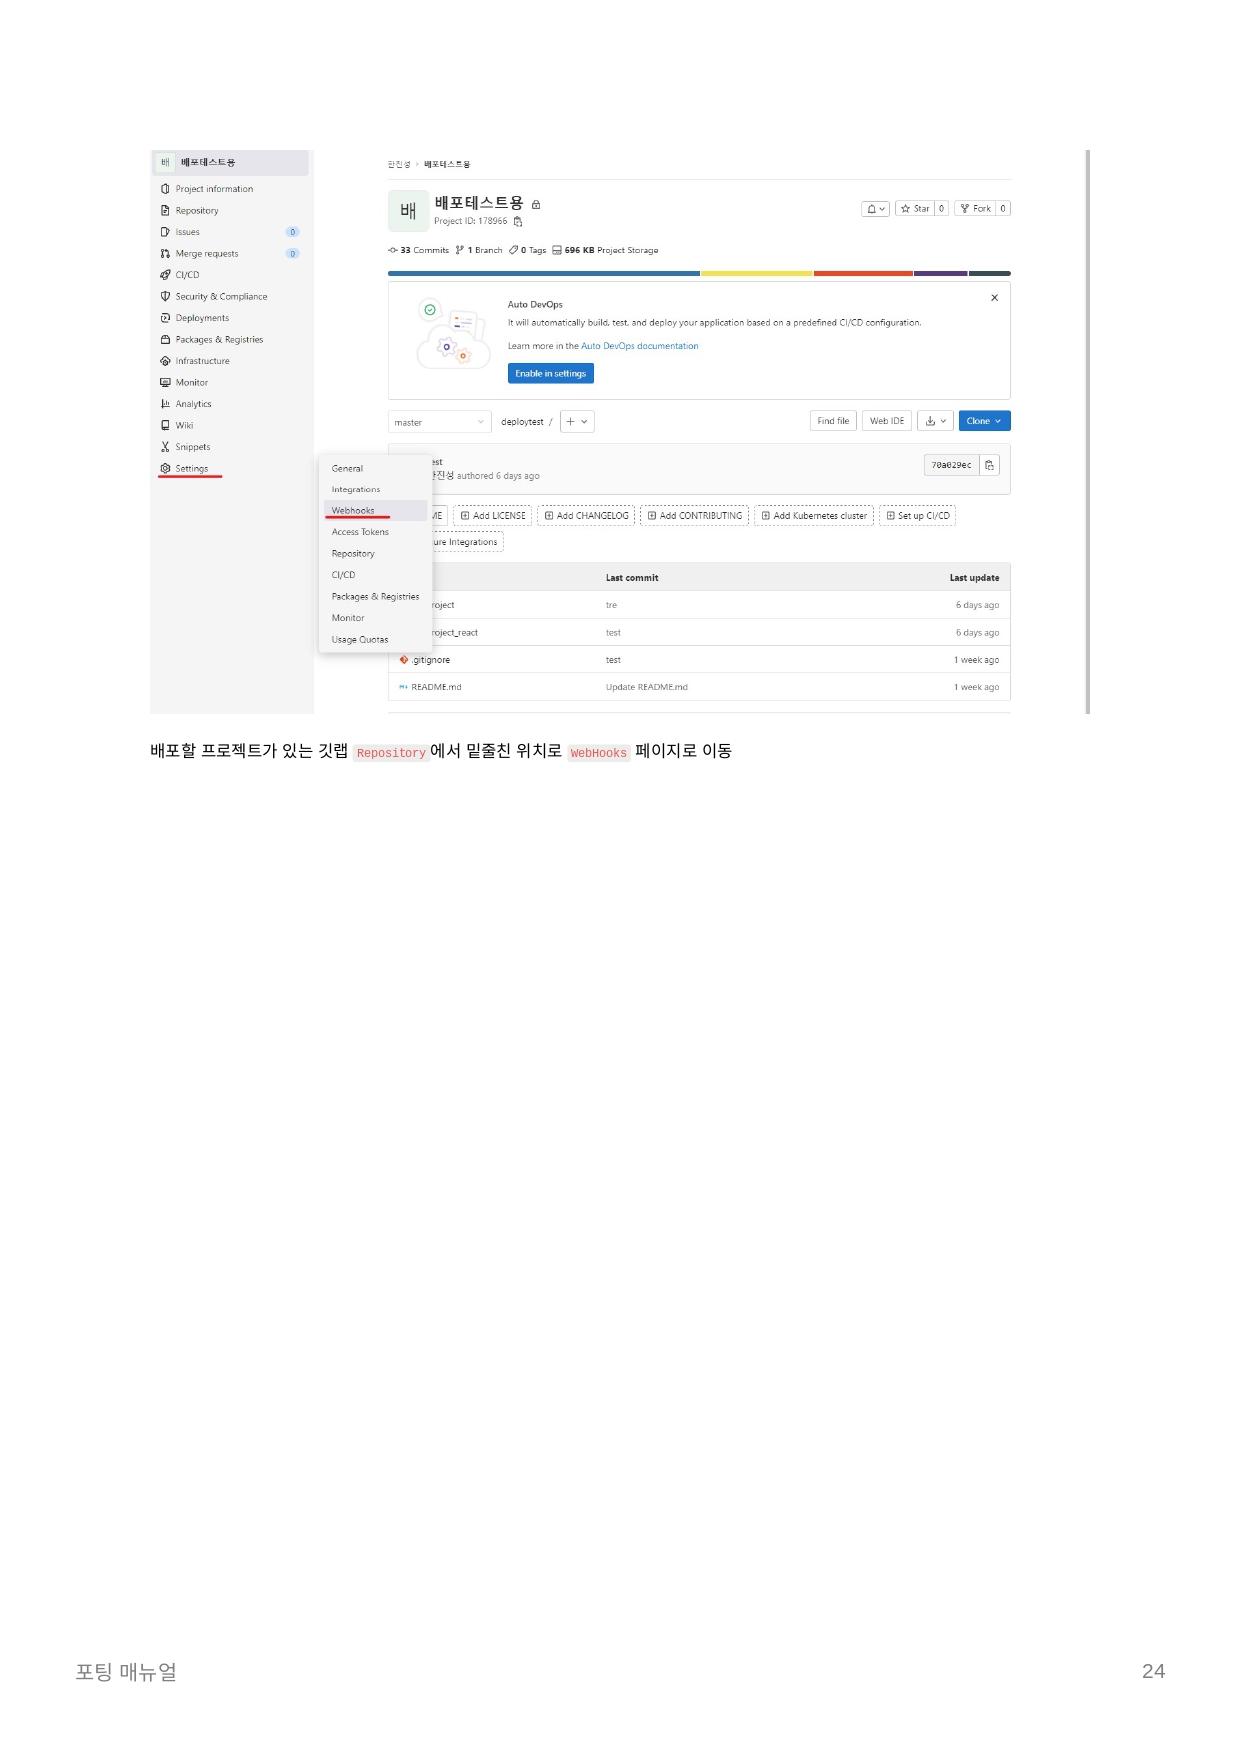 배 배포테스트용
Project information
Repository
Issues 0
Merge requests 0
CI/CD
Security & Compliance
Deployments
Packages & Registries
Infrastructure
Monitor
Analytics
Wiki
Snippets
Settings
General
Integrations
Webhooks
Access Tokens
Repository
CI/CD
Packages & Registries
Monitor
Usage Quotas
한진성 › 배포테스트용
배 배포테스트용
Project ID: 178966
Star 0 Fork 0
33 Commits 1 Branch 0 Tags 696 KB Project Storage
Auto DevOps
It will automatically build, test, and deploy your application based on a predefined CI/CD configuration.
Learn more in the Auto DevOps documentation
Enable in settings
master deploytest / + Find file Web IDE Clone
est
한진성 authored 6 days ago 70a029ec
ME Add LICENSE Add CHANGELOG Add CONTRIBUTING Add Kubernetes cluster Set up CI/CD
ure Integrations
Last commit Last update
roject tre 6 days ago
roject_react test 6 days ago
.gitignore test 1 week ago
README.md Update README.md 1 week ago
배포할 프로젝트가 있는 깃랩 Repository 에서 밑줄친 위치로 WebHooks 페이지로 이동
포팅 매뉴얼 24